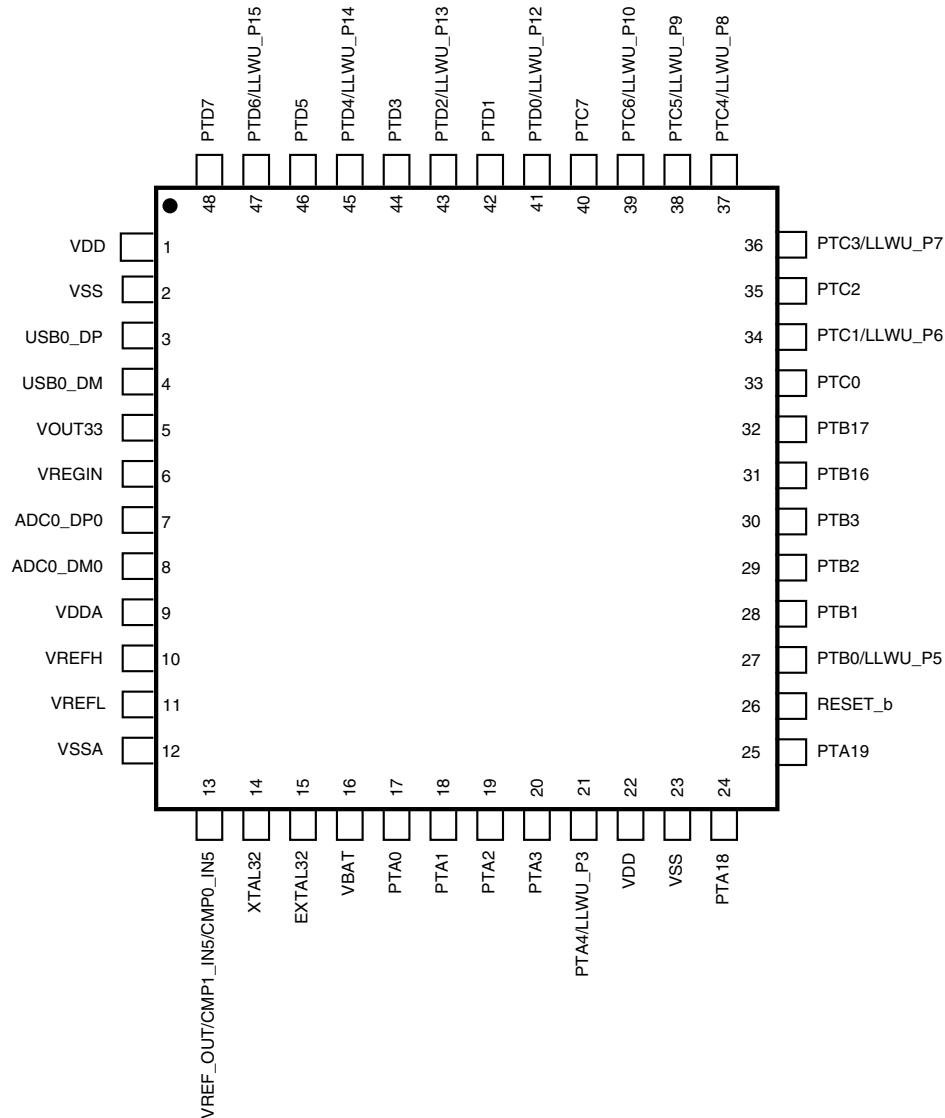 PTD7
PTD6/LLWU_P15
PTD5
PTD4/LLWU_P14
PTD3
PTD2/LLWU_P13
PTD1
PTD0/LLWU_P12
PTC7
PTC6/LLWU_P10
PTC5/LLWU_P9
PTC4/LLWU_P8
48
47
46
45
44
43
42
41
40
39
38
37
VDD 1
VSS 2
USB0_DP 3
USB0_DM 4
VOUT33 5
VREGIN 6
ADC0_DP0 7
ADC0_DM0 8
VDDA 9
VREFH 10
VREFL 11
VSSA 12
36 PTC3/LLWU_P7
35 PTC2
34 PTC1/LLWU_P6
33 PTC0
32 PTB17
31 PTB16
30 PTB3
29 PTB2
28 PTB1
27 PTB0/LLWU_P5
26 RESET_b
25 PTA19
13
14
15
16
17
18
19
20
21
22
23
24
VREF_OUT/CMP1_IN5/CMP0_IN5
XTAL32
EXTAL32
VBAT
PTA0
PTA1
PTA2
PTA3
PTA4/LLWU_P3
VDD
VSS
PTA18